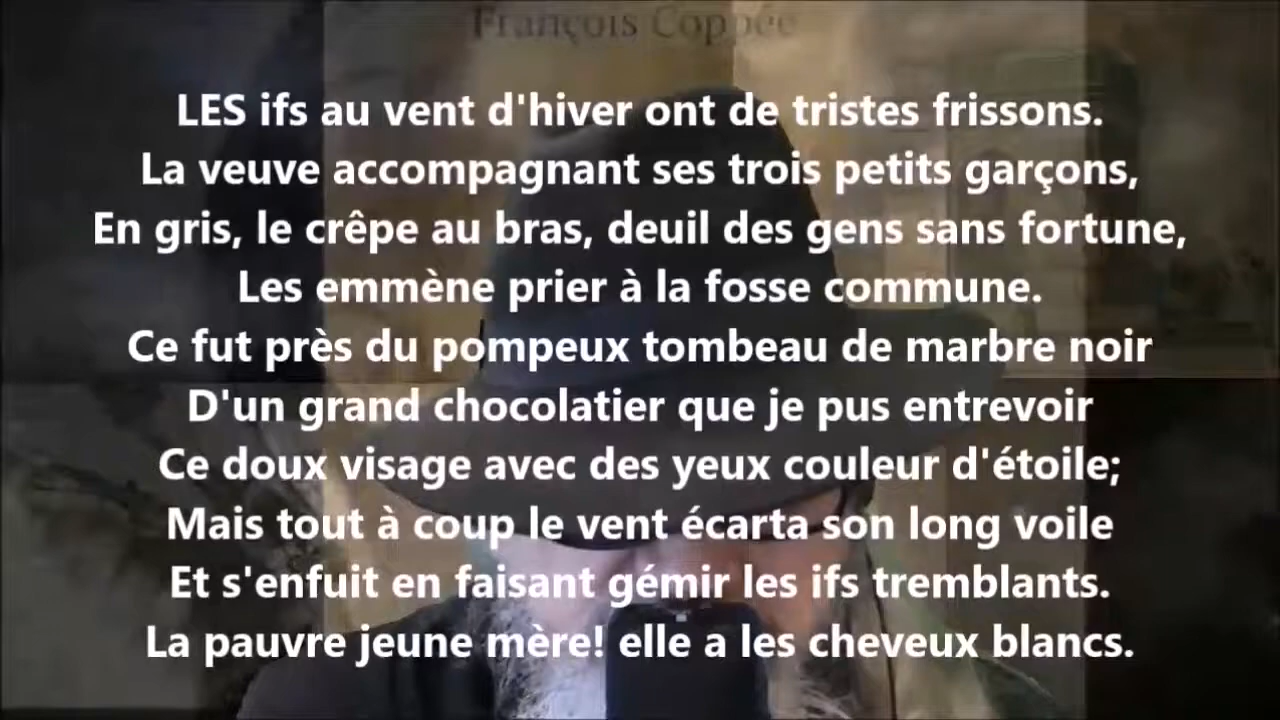 François Coppée
LES ifs au vent d'hiver ont de tristes frissons.
La veuve accompagnant ses trois petits garçons,
En gris, le crêpe au bras, deuil des gens sans fortune,
Les emmène prier à la fosse commune.
Ce fut près du pompeux tombeau de marbre noir
D'un grand chocolatier que je pus entrevoir
Ce doux visage avec des yeux couleur d'étoile;
Mais tout à coup le vent écarta son long voile
Et s'enfuit en faisant gémir les ifs tremblants.
La pauvre jeune mère! elle a les cheveux blancs.